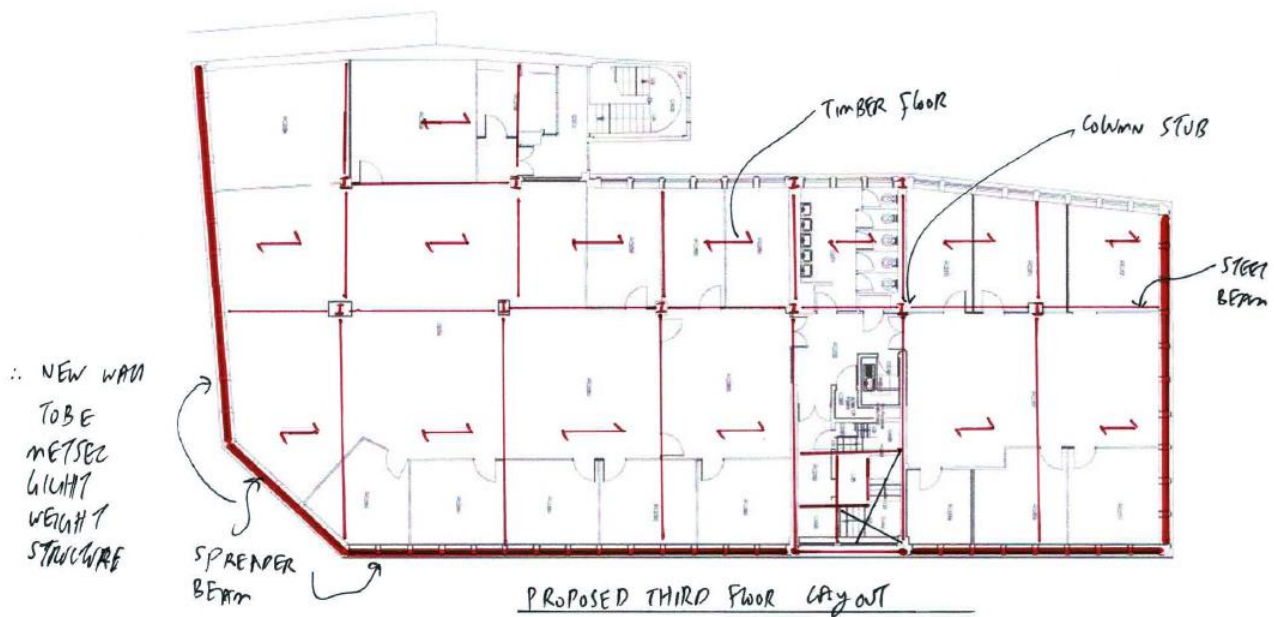 TIMBER FLOOR
COLUMN STUB
STEEL
BEAM
∴ NEW WALL
TO BE
METSEC
LIGHT
WEIGHT
STRUCTURE
SPREADER
BEAM
PROPOSED THIRD FLOOR LAYOUT